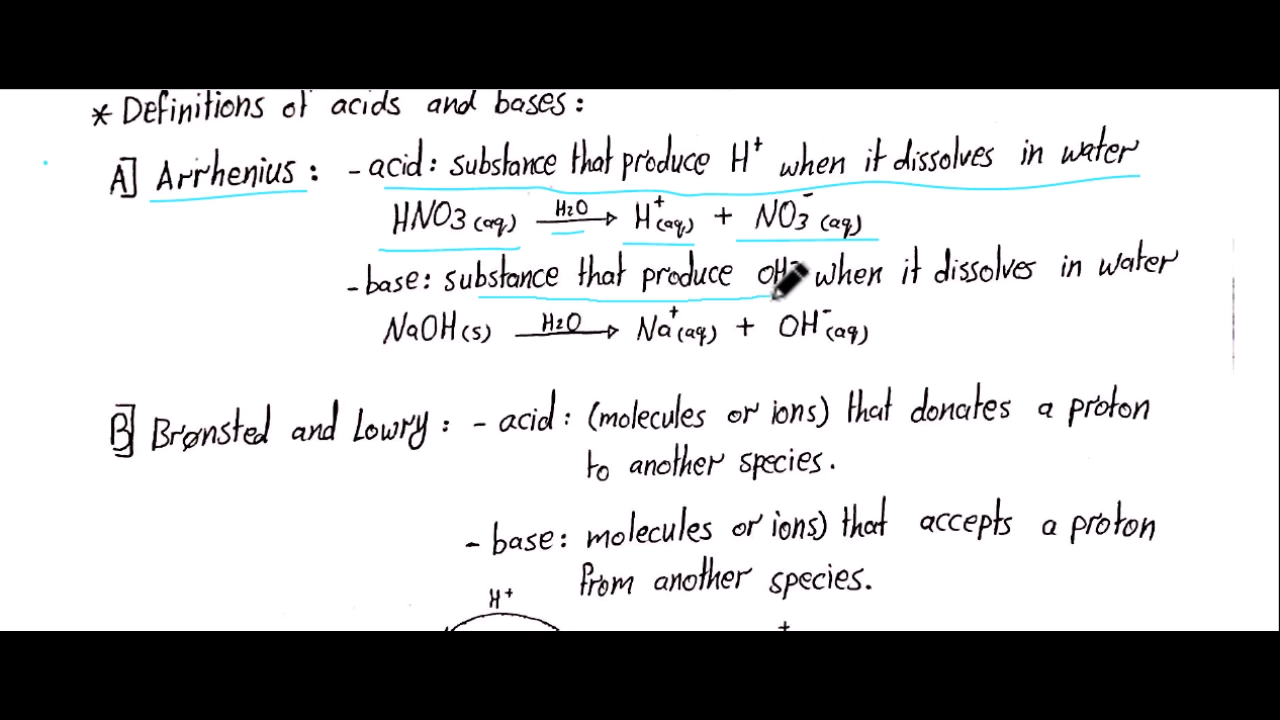 * Definitions of acids and bases:
A] Arrhenius: - acid: substance that produce H⁺ when it dissolves in water
HNO3 (aq) H2O → H⁺(aq) + NO3⁻ (aq)
- base: substance that produce OH⁻ when it dissolves in water
NaOH (s) H2O → Na⁺(aq) + OH⁻(aq)
B] Brønsted and Lowry: - acid: (molecules or ions) that donates a proton
to another species.
- base: molecules or ions) that accepts a proton
from another species.
H⁺
+